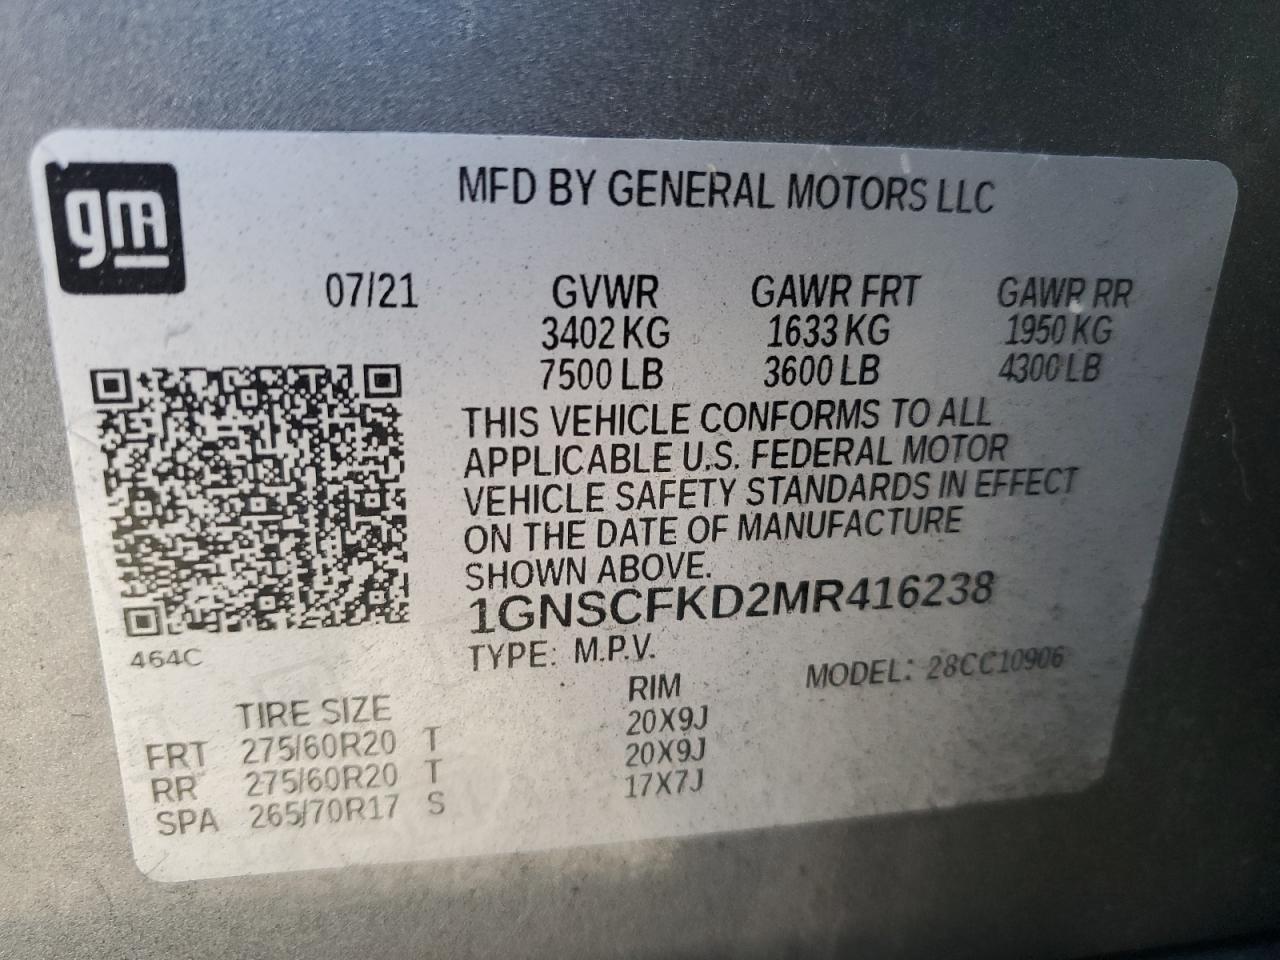 gm
MFD BY GENERAL MOTORS LLC
07/21 GVWR GAWR FRT GAWR RR
3402 KG 1633 KG 1950 KG
7500 LB 3600 LB 4300 LB
THIS VEHICLE CONFORMS TO ALL
APPLICABLE U.S. FEDERAL MOTOR
VEHICLE SAFETY STANDARDS IN EFFECT
ON THE DATE OF MANUFACTURE
SHOWN ABOVE.
1GNSCFKD2MR416238
464C
TYPE: M.P.V. MODEL: 28CC10906
TIRE SIZE RIM
FRT 275/60R20 T 20X9J
RR 275/60R20 T 20X9J
SPA 265/70R17 S 17X7J